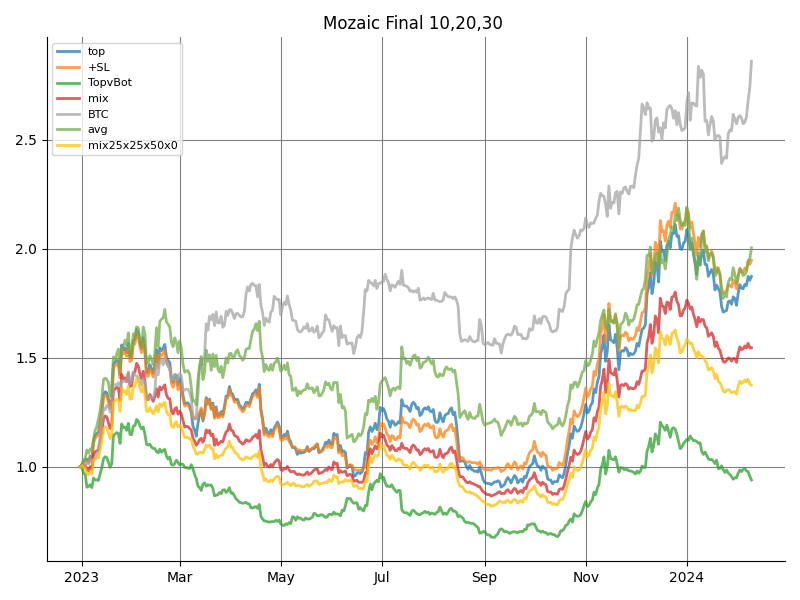 Mozaic Final 10,20,30
top
+SL
TopvBot
mix
BTC
avg
mix25x25x50x0
2.5
2.0
1.5
1.0
2023 Mar May Jul Sep Nov 2024